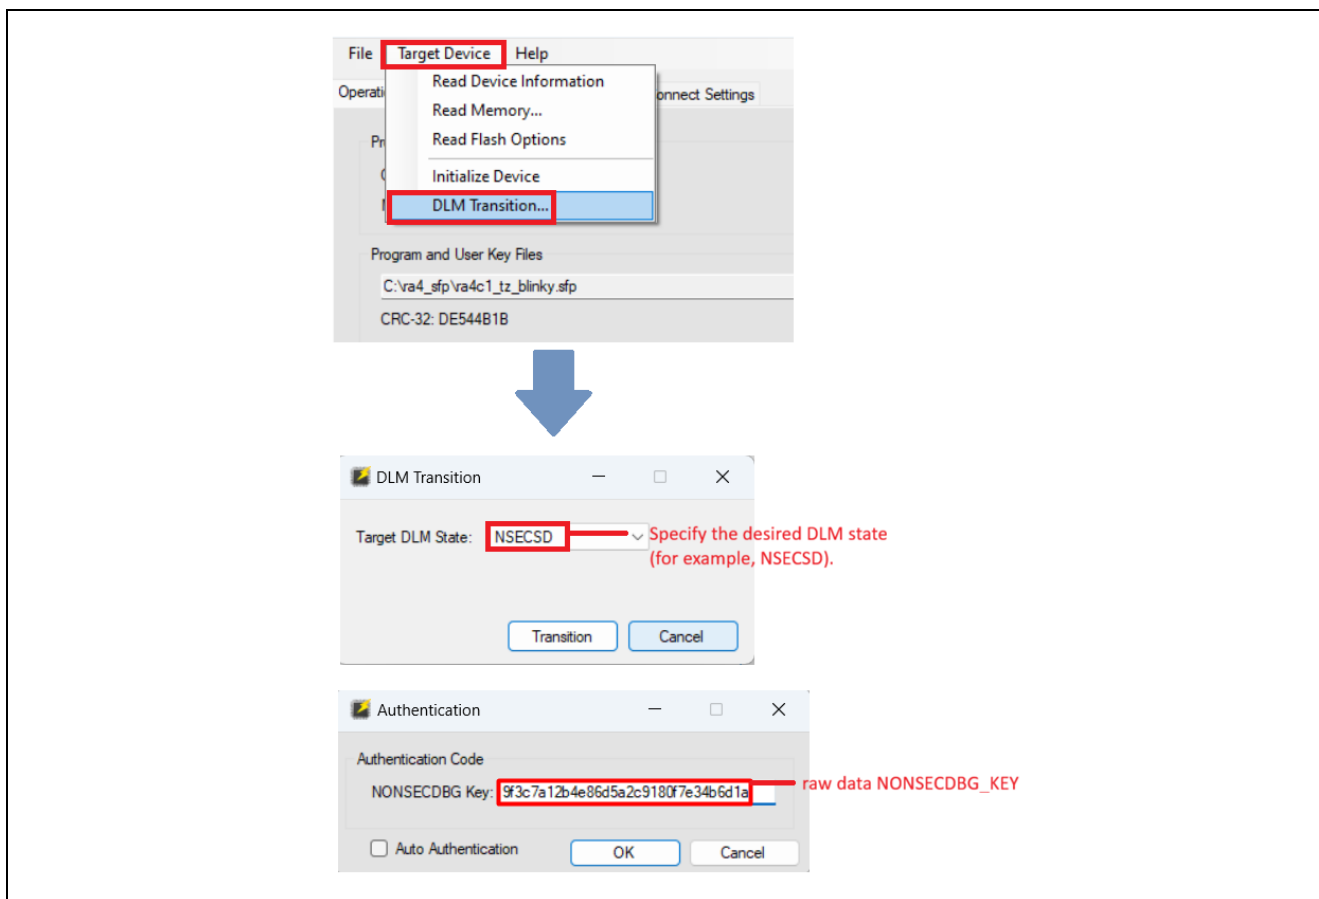 File Target Device Help
Read Device Information
Operati onnect Settings
Read Memory...
Pr Read Flash Options
Initialize Device
DLM Transition...
Program and User Key Files
C:\ra4_sfp\ra4c1_tz_blinky.sfp
CRC-32: DE544B1B
DLM Transition
Target DLM State: NSECSD Specify the desired DLM state
(for example, NSECSD).
Transition Cancel
Authentication
Authentication Code
NONSECDBG Key: 9f3c7a12b4e86d5a2c9180f7e34b6d1a raw data NONSECDBG_KEY
Auto Authentication OK Cancel